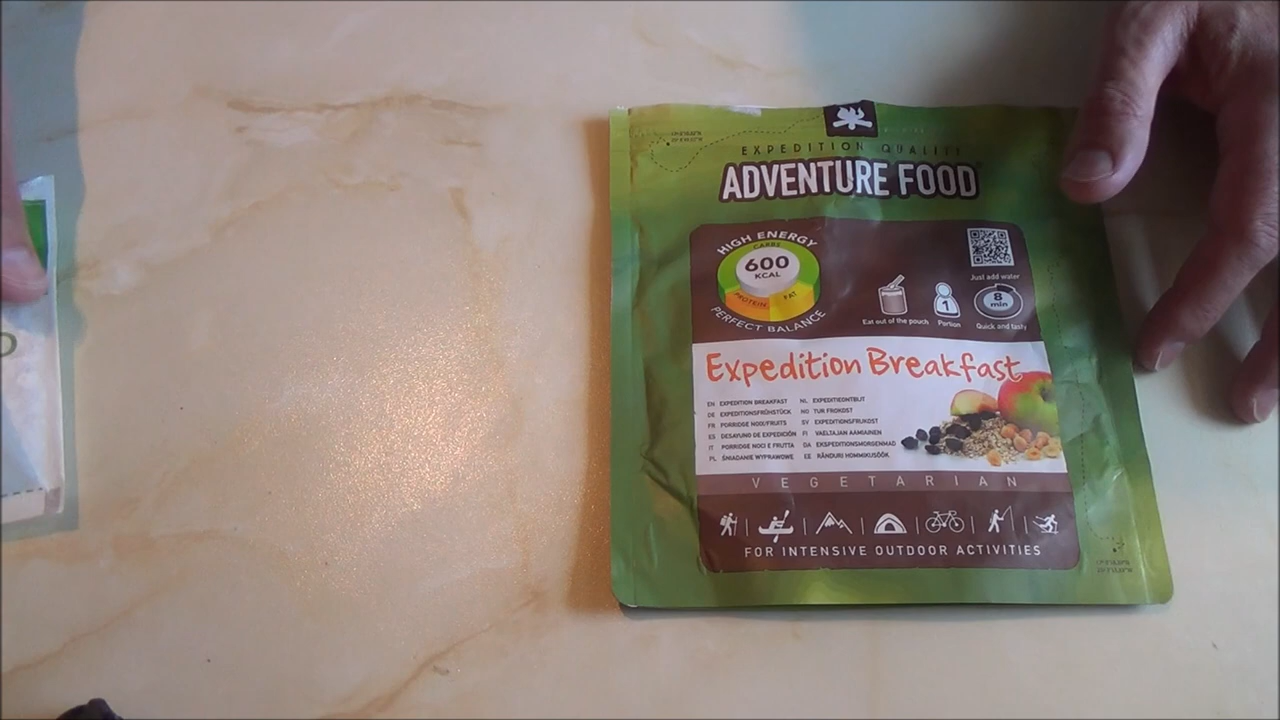 EXPEDITION QUALITY
ADVENTURE FOOD
HIGH ENERGY
CARBS
600
KCAL
PROTEIN
FAT
PERFECT BALANCE
Just add water
1
8
min
Eat out of the pouch
Portion
Quick and tasty
Expedition Breakfast
EN EXPEDITION BREAKFAST
DE EXPEDITIONSFRÜHSTÜCK
FR PORRIDGE NOIX/FRUITS
ES DESAYUNO DE EXPEDICIÓN
IT PORRIDGE NOCI E FRUTTA
PL ŚNIADANIE WYPRAWOWE
NL EXPEDITIEONTBIJT
NO TUR FROKOST
SV EXPEDITIONSFRUKOST
FI VAELTAJAN AAMIAINEN
DA EKSPEDITIONSMORGENMAD
EE RÄNDURI HOMMIKUSÖÖK
VEGETARIAN
FOR INTENSIVE OUTDOOR ACTIVITIES